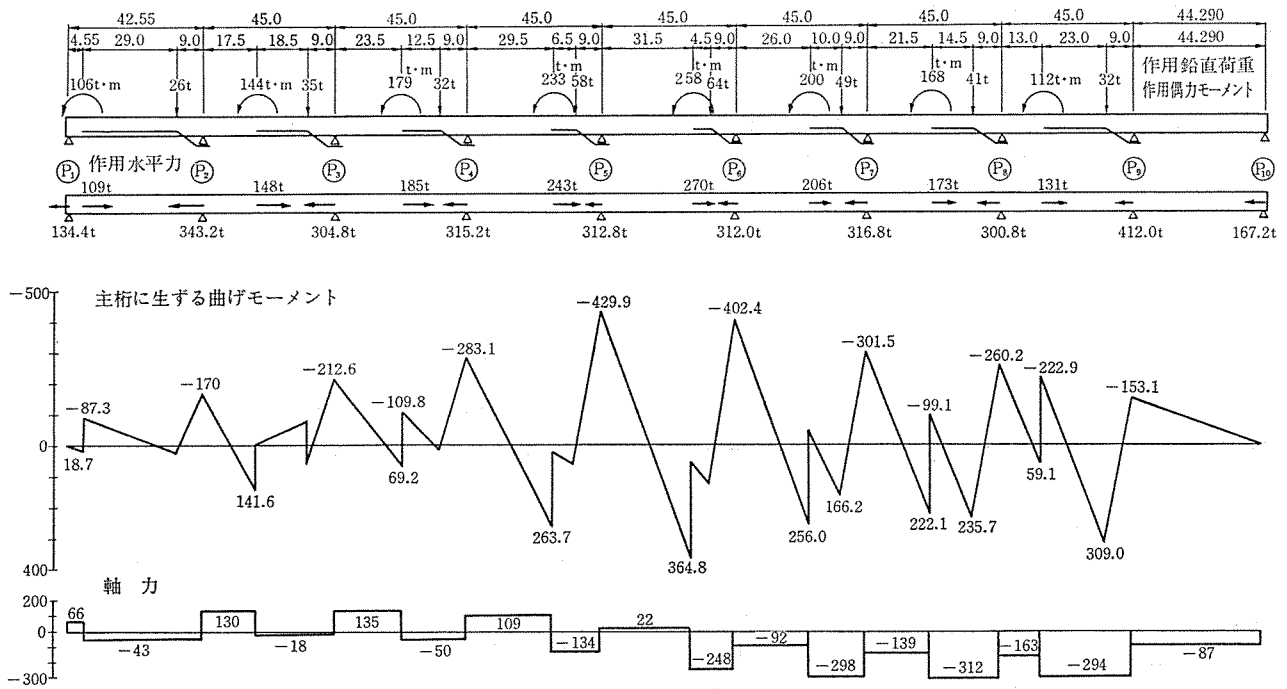 42.55 45.0 45.0 45.0 45.0 45.0 45.0 45.0 44.290
4.55 29.0 9.0 17.5 18.5 9.0 23.5 12.5 9.0 29.5 6.5 9.0 31.5 4.5 9.0 26.0 10.0 9.0 21.5 14.5 9.0 13.0 23.0 9.0 44.290
106t・m 26t 144t・m 35t 179 t・m 32t 233 t・m 58t 258 t・m 64t 200 t・m 49t 168 t・m 41t 112t・m 32t 作用鉛直荷重
作用偶力モーメント
P₁ 作用水平力 P₂ P₃ P₄ P₅ P₆ P₇ P₈ P₉ P₁₀
109t 148t 185t 243t 270t 206t 173t 131t
134.4t 343.2t 304.8t 315.2t 312.8t 312.0t 316.8t 300.8t 412.0t 167.2t
主桁に生ずる曲げモーメント
-500
0
400
-87.3 -170 -212.6 -109.8 -283.1 -429.9 -402.4 -301.5 -99.1 -260.2 -222.9 -153.1
18.7 141.6 69.2 263.7 364.8 256.0 166.2 222.1 235.7 59.1 309.0
軸 力
200
0
-300
66 -43 130 -18 135 -50 109 -134 22 -248 -92 -298 -139 -312 -163 -294 -87